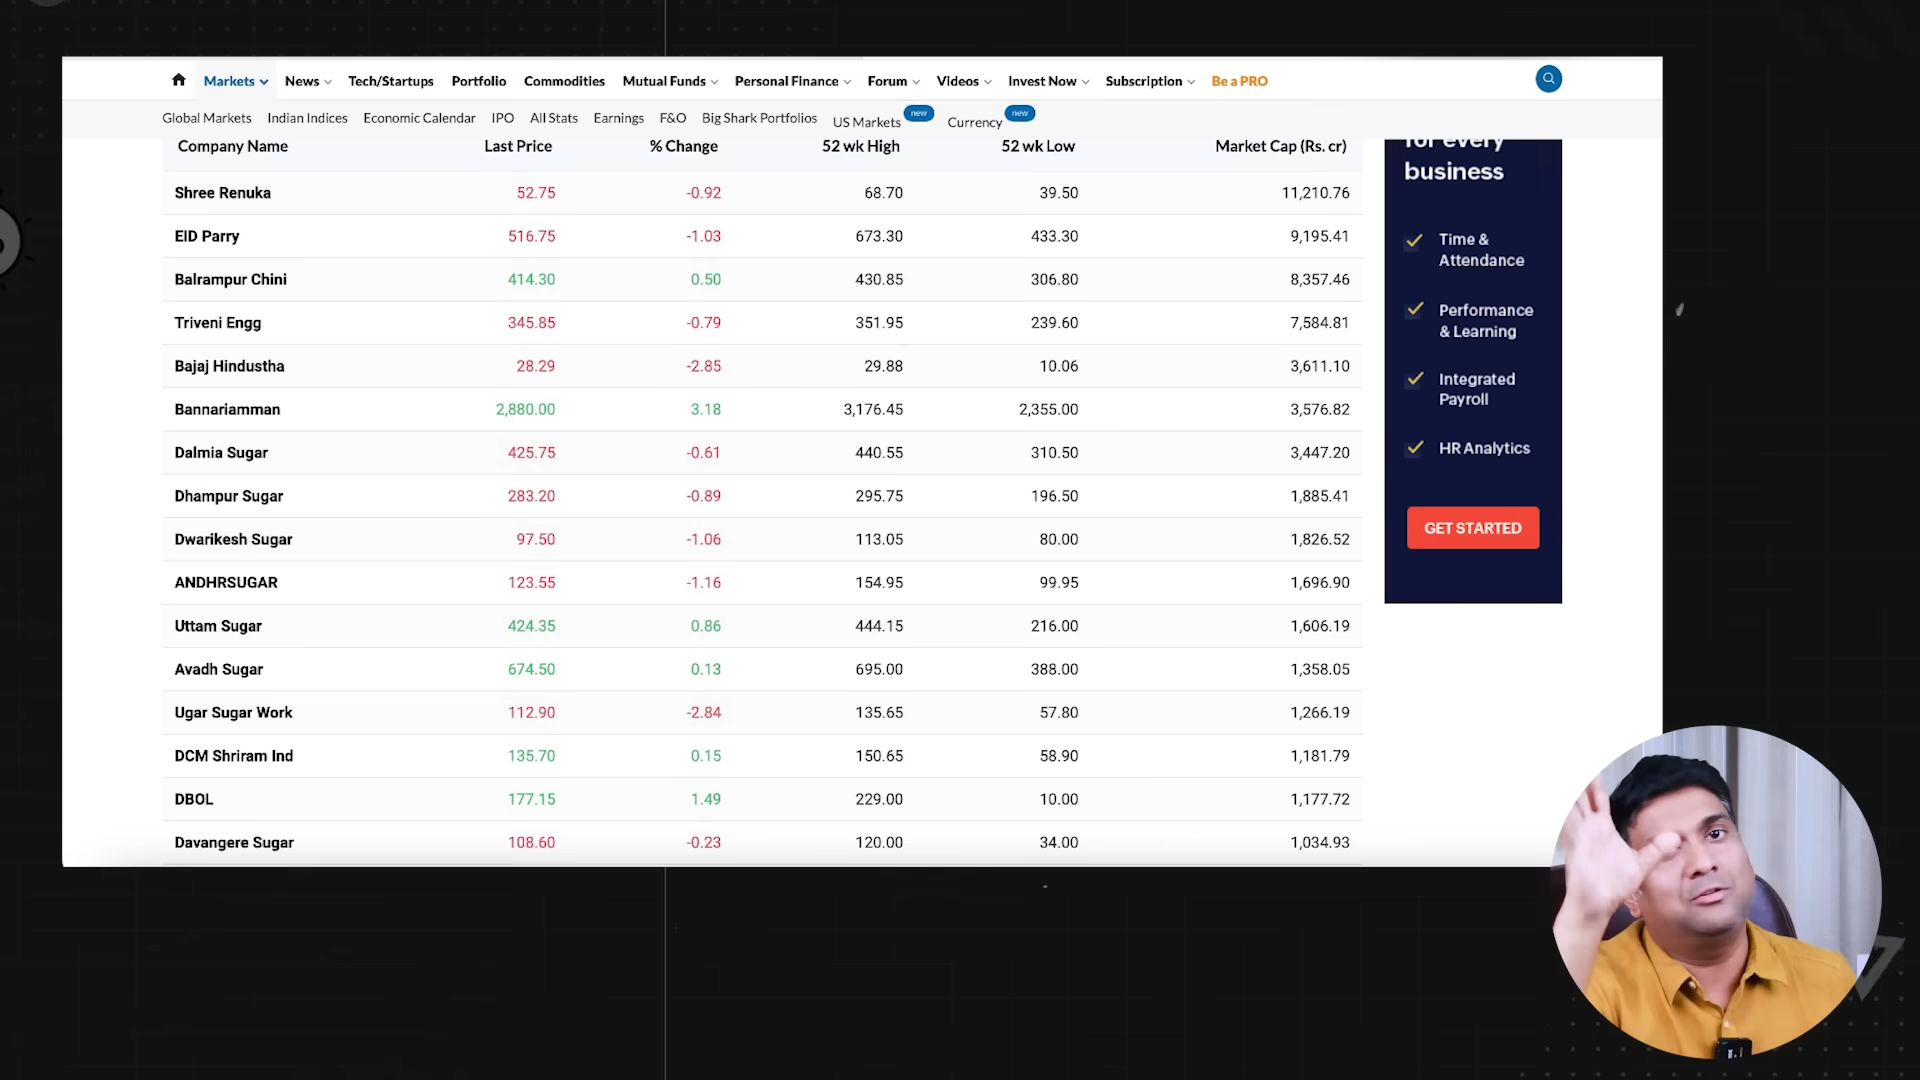 Markets News Tech/Startups Portfolio Commodities Mutual Funds Personal Finance Forum Videos Invest Now Subscription Be a PRO
Global Markets Indian Indices Economic Calendar IPO All Stats Earnings F&O Big Shark Portfolios US Markets new Currency new
Company Name Last Price % Change 52 wk High 52 wk Low Market Cap (Rs. cr)
Shree Renuka 52.75 -0.92 68.70 39.50 11,210.76
EID Parry 516.75 -1.03 673.30 433.30 9,195.41
Balrampur Chini 414.30 0.50 430.85 306.80 8,357.46
Triveni Engg 345.85 -0.79 351.95 239.60 7,584.81
Bajaj Hindustha 28.29 -2.85 29.88 10.06 3,611.10
Bannariamman 2,880.00 3.18 3,176.45 2,355.00 3,576.82
Dalmia Sugar 425.75 -0.61 440.55 310.50 3,447.20
Dhampur Sugar 283.20 -0.89 295.75 196.50 1,885.41
Dwarikesh Sugar 97.50 -1.06 113.05 80.00 1,826.52
ANDHRSUGAR 123.55 -1.16 154.95 99.95 1,696.90
Uttam Sugar 424.35 0.86 444.15 216.00 1,606.19
Avadh Sugar 674.50 0.13 695.00 388.00 1,358.05
Ugar Sugar Work 112.90 -2.84 135.65 57.80 1,266.19
DCM Shriram Ind 135.70 0.15 150.65 58.90 1,181.79
DBOL 177.15 1.49 229.00 10.00 1,177.72
Davangere Sugar 108.60 -0.23 120.00 34.00 1,034.93
for every
business
Time &
Attendance
Performance
& Learning
Integrated
Payroll
HR Analytics
GET STARTED